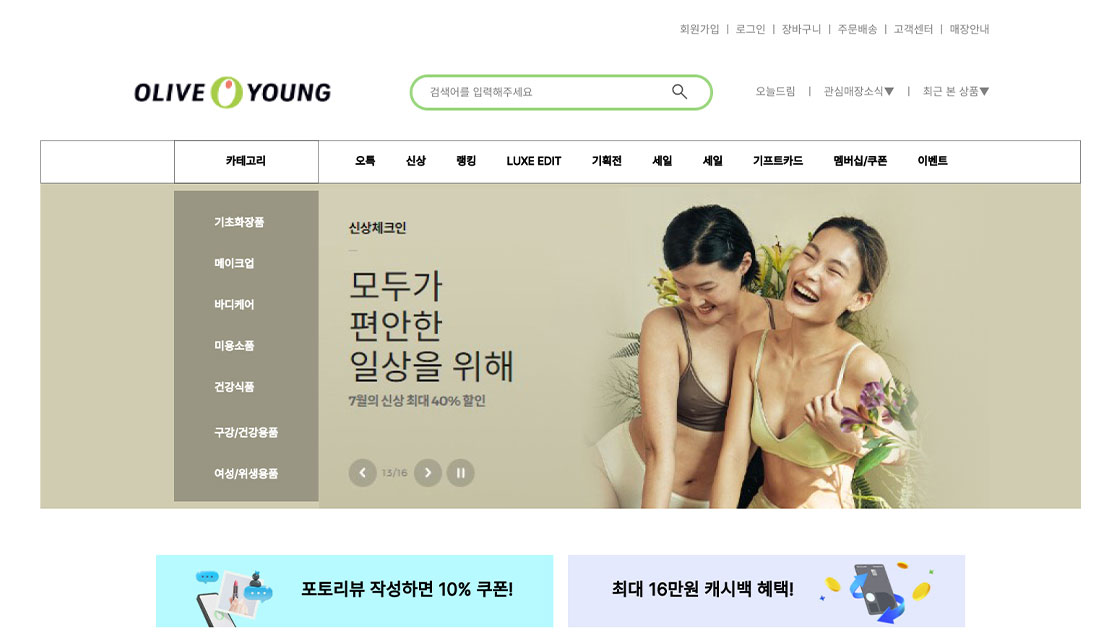 회원가입 | 로그인 | 장바구니 | 주문배송 | 고객센터 | 매장안내
OLIVE YOUNG
검색어를 입력해주세요
오늘드림 | 관심매장소식▼ | 최근 본 상품▼
카테고리 오특 신상 랭킹 LUXE EDIT 기획전 세일 세일 기프트카드 멤버십/쿠폰 이벤트
기초화장품
메이크업
바디케어
미용소품
건강식품
구강/건강용품
여성/위생용품
신상체크인
모두가
편안한
일상을 위해
7월의 신상 최대 40% 할인
13/16
포토리뷰 작성하면 10% 쿠폰!
최대 16만원 캐시백 혜택!